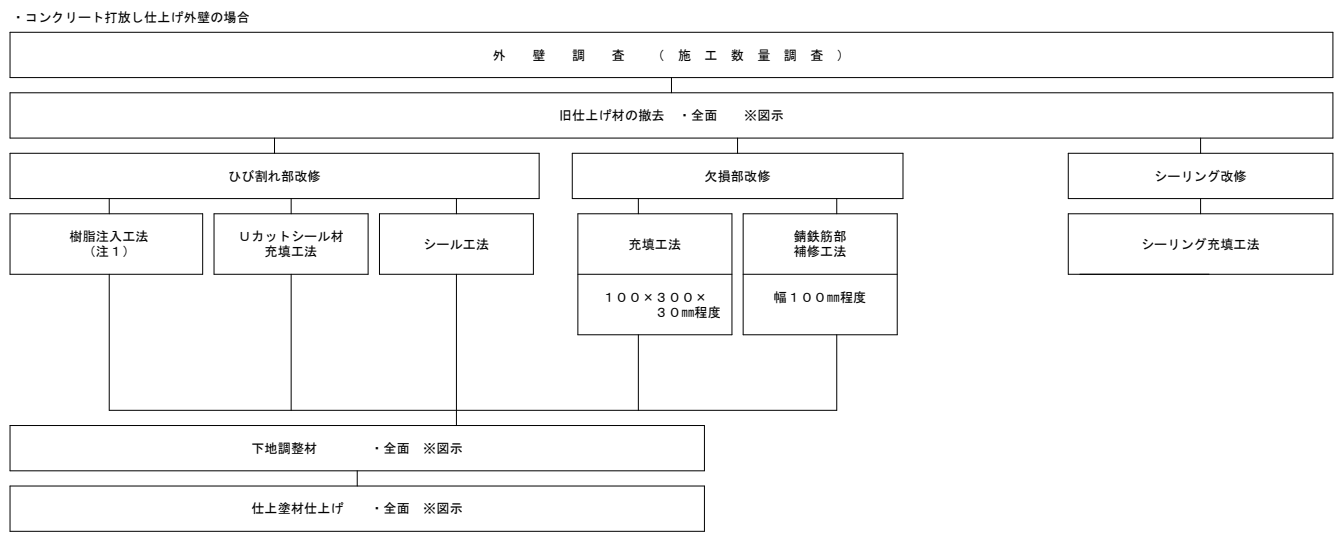 ・コンクリート打放し仕上げ外壁の場合
外　壁　調　査　（　施　工　数　量　調　査　）
旧仕上げ材の撤去　・全面　　※図示
ひび割れ部改修
欠損部改修
シーリング改修
樹脂注入工法
（注１）
Ｕカットシール材
充填工法
シール工法
充填工法
錆鉄筋部
補修工法
シーリング充填工法
１００×３００×
３０㎜程度
幅１００㎜程度
下地調整材　　　　・全面　※図示
仕上塗材仕上げ　　・全面　※図示